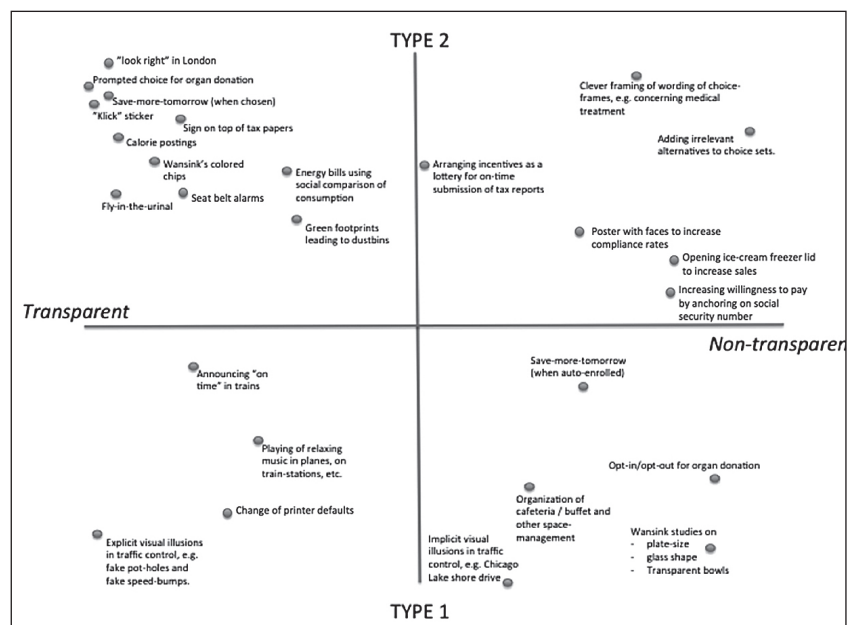 TYPE 2
"look right" in London
Prompted choice for organ donation
Save-more-tomorrow (when chosen)
"Klick" sticker
Sign on top of tax papers
Calorie postings
Wansink's colored
chips
Fly-in-the-urinal
Seat belt alarms
Energy bills using
social comparison of
consumption
Green footprints
leading to dustbins
Clever framing of wording of choice-
frames, e.g. concerning medical
treatment
Adding irrelevant
alternatives to choice sets.
Arranging incentives as a
lottery for on-time
submission of tax reports
Poster with faces to increase
compliance rates
Opening ice-cream freezer lid
to increase sales
Increasing willingness to pay
by anchoring on social
security number
Transparent
Non-transparen
Announcing "on
time" in trains
Playing of relaxing
music in planes, on
train-stations, etc.
Change of printer defaults
Explicit visual illusions
in traffic control, e.g.
fake pot-holes and
fake speed-bumps.
Save-more-tomorrow
(when auto-enrolled)
Opt-in/opt-out for organ donation
Organization of
cafeteria / buffet and
other space-
management
Implicit visual
illusions in traffic
control, e.g. Chicago
Lake shore drive
Wansink studies on
- plate-size
- glass shape
- Transparent bowls
TYPE 1